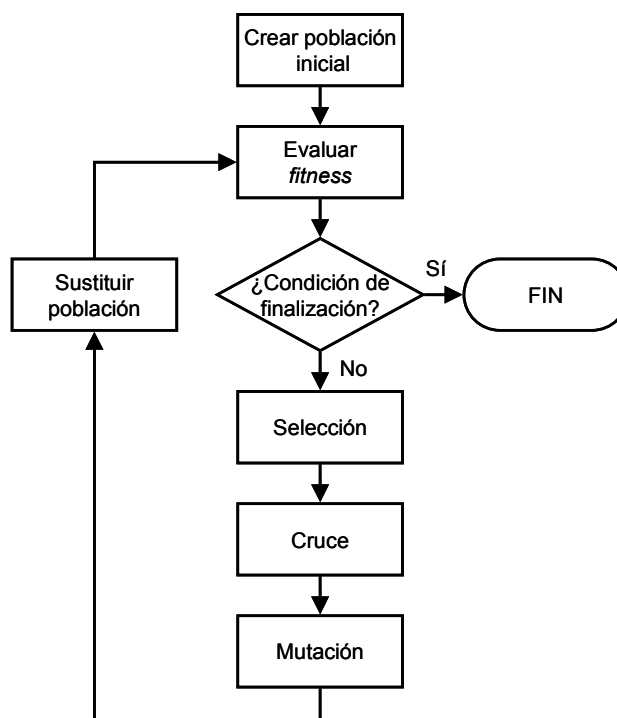 Crear población
inicial
Evaluar
fitness
¿Condición de
finalización?
Sí
FIN
Sustituir
población
No
Selección
Cruce
Mutación